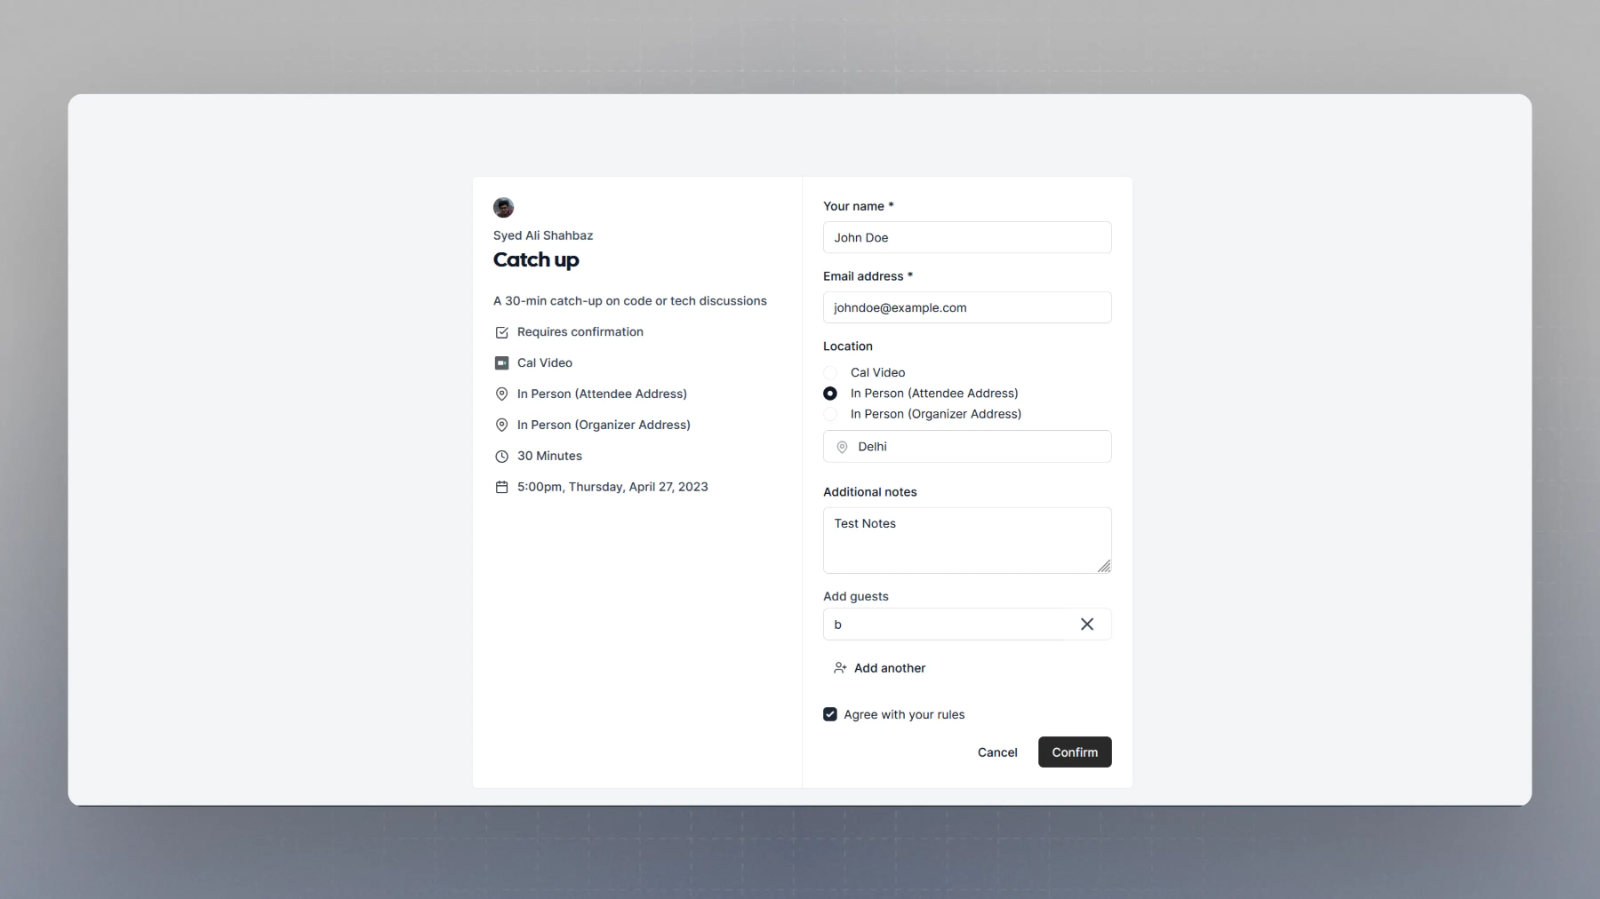 Syed Ali Shahbaz
Catch up
A 30-min catch-up on code or tech discussions
Requires confirmation
Cal Video
In Person (Attendee Address)
In Person (Organizer Address)
30 Minutes
5:00pm, Thursday, April 27, 2023
Your name *
John Doe
Email address *
johndoe@example.com
Location
Cal Video
In Person (Attendee Address)
In Person (Organizer Address)
Delhi
Additional notes
Test Notes
Add guests
b
Add another
Agree with your rules
Cancel
Confirm